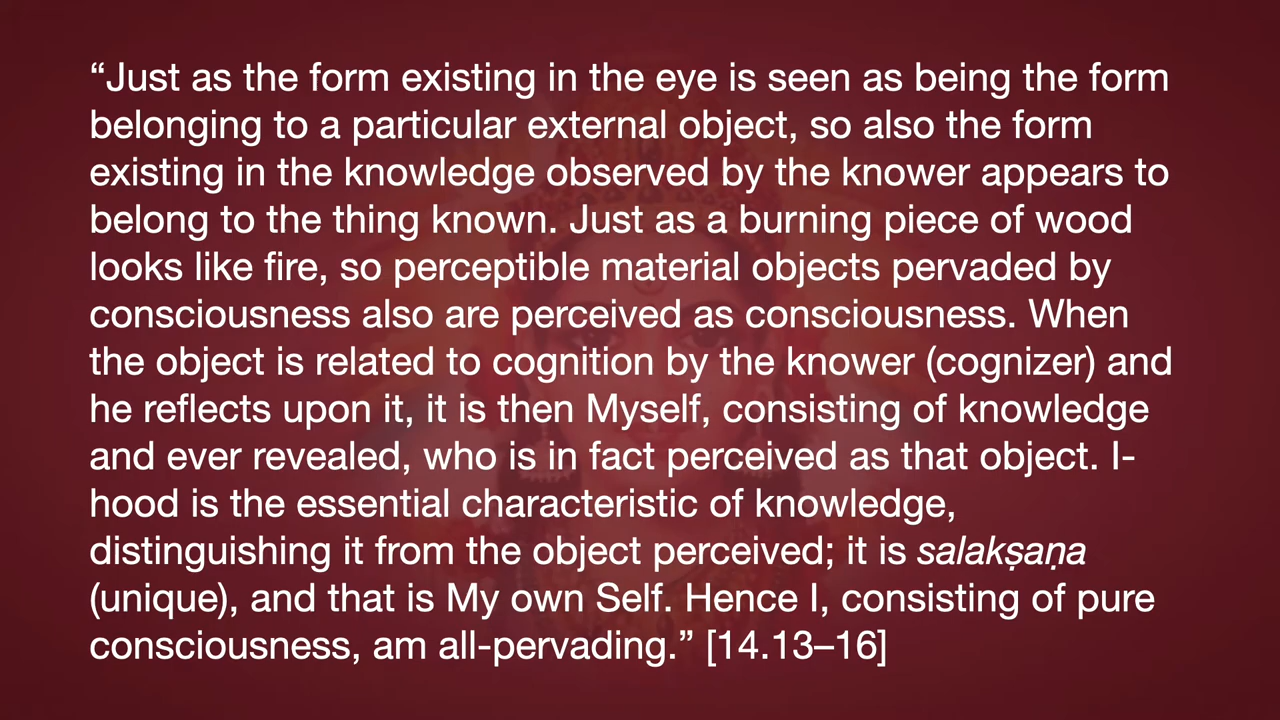 “Just as the form existing in the eye is seen as being the form
belonging to a particular external object, so also the form
existing in the knowledge observed by the knower appears to
belong to the thing known. Just as a burning piece of wood
looks like fire, so perceptible material objects pervaded by
consciousness also are perceived as consciousness. When
the object is related to cognition by the knower (cognizer) and
he reflects upon it, it is then Myself, consisting of knowledge
and ever revealed, who is in fact perceived as that object. I-
hood is the essential characteristic of knowledge,
distinguishing it from the object perceived; it is salakṣaṇa
(unique), and that is My own Self. Hence I, consisting of pure
consciousness, am all-pervading.” [14.13–16]